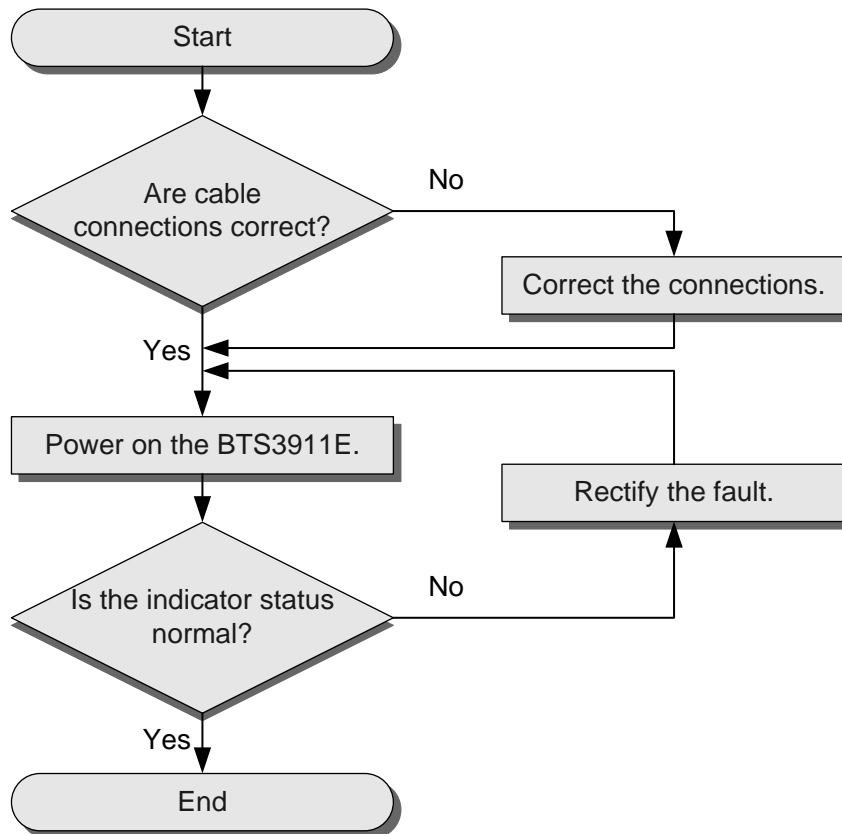 Start
Are cable
connections correct?
No
Correct the connections.
Yes
Power on the BTS3911E.
Rectify the fault.
Is the indicator status
normal?
No
Yes
End